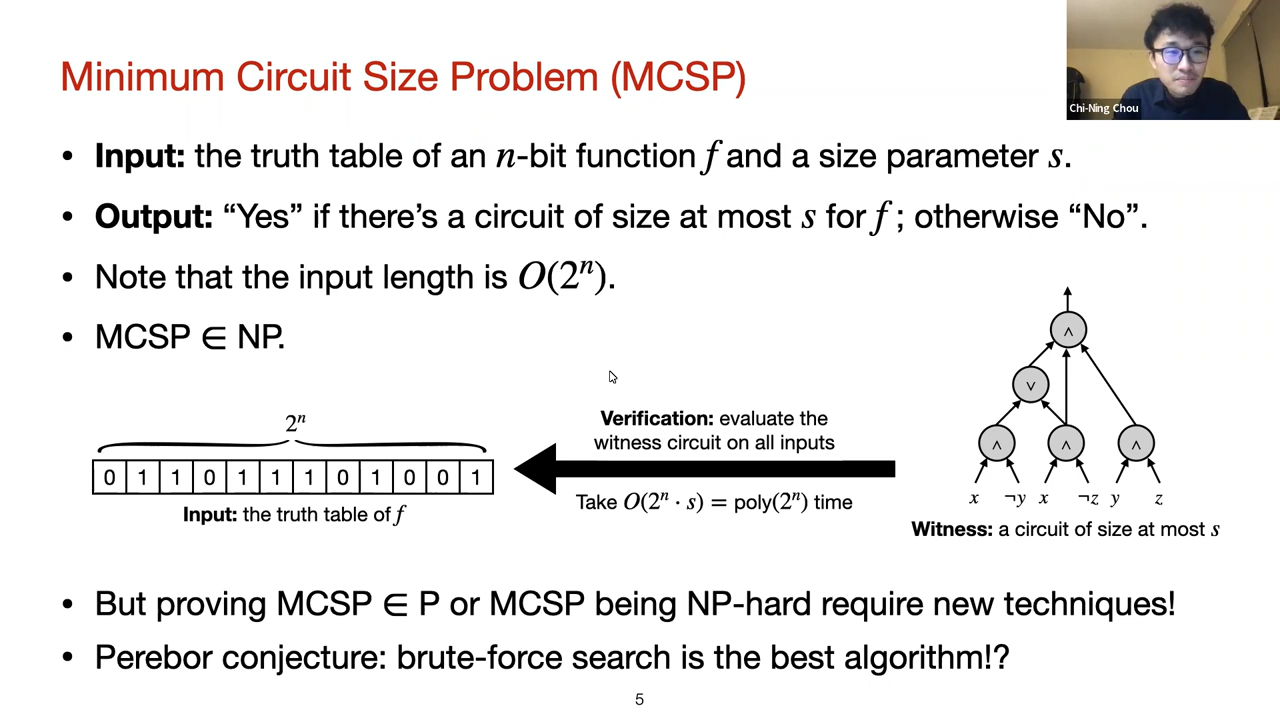 Minimum Circuit Size Problem (MCSP)
Chi-Ning Chou
• Input: the truth table of an n-bit function f and a size parameter s.
• Output: “Yes” if there’s a circuit of size at most s for f ; otherwise “No”.
• Note that the input length is O(2ⁿ).
• MCSP ∈ NP.
2ⁿ
0 1 1 0 1 1 1 0 1 0 0 1
Input: the truth table of f
Verification: evaluate the
witness circuit on all inputs
Take O(2ⁿ · s) = poly(2ⁿ) time
∧
∨
∧ ∧ ∧
x ¬y x ¬z y z
Witness: a circuit of size at most s
• But proving MCSP ∈ P or MCSP being NP-hard require new techniques!
• Perebor conjecture: brute-force search is the best algorithm!?
5